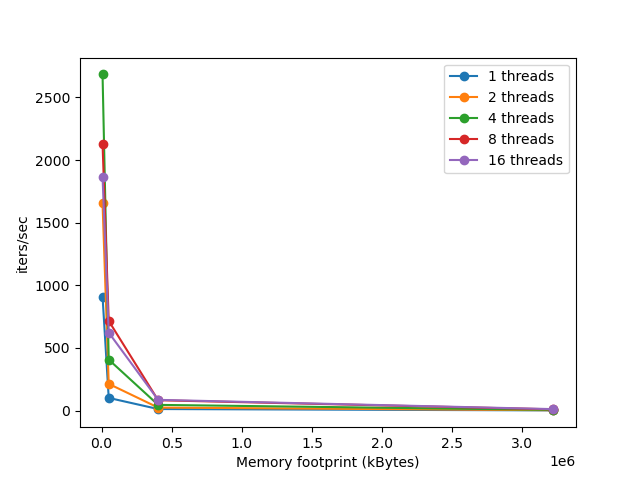 1 threads
2 threads
4 threads
8 threads
16 threads
2500
2000
1500
1000
500
0
iters/sec
0.0 0.5 1.0 1.5 2.0 2.5 3.0
1e6
Memory footprint (kBytes)